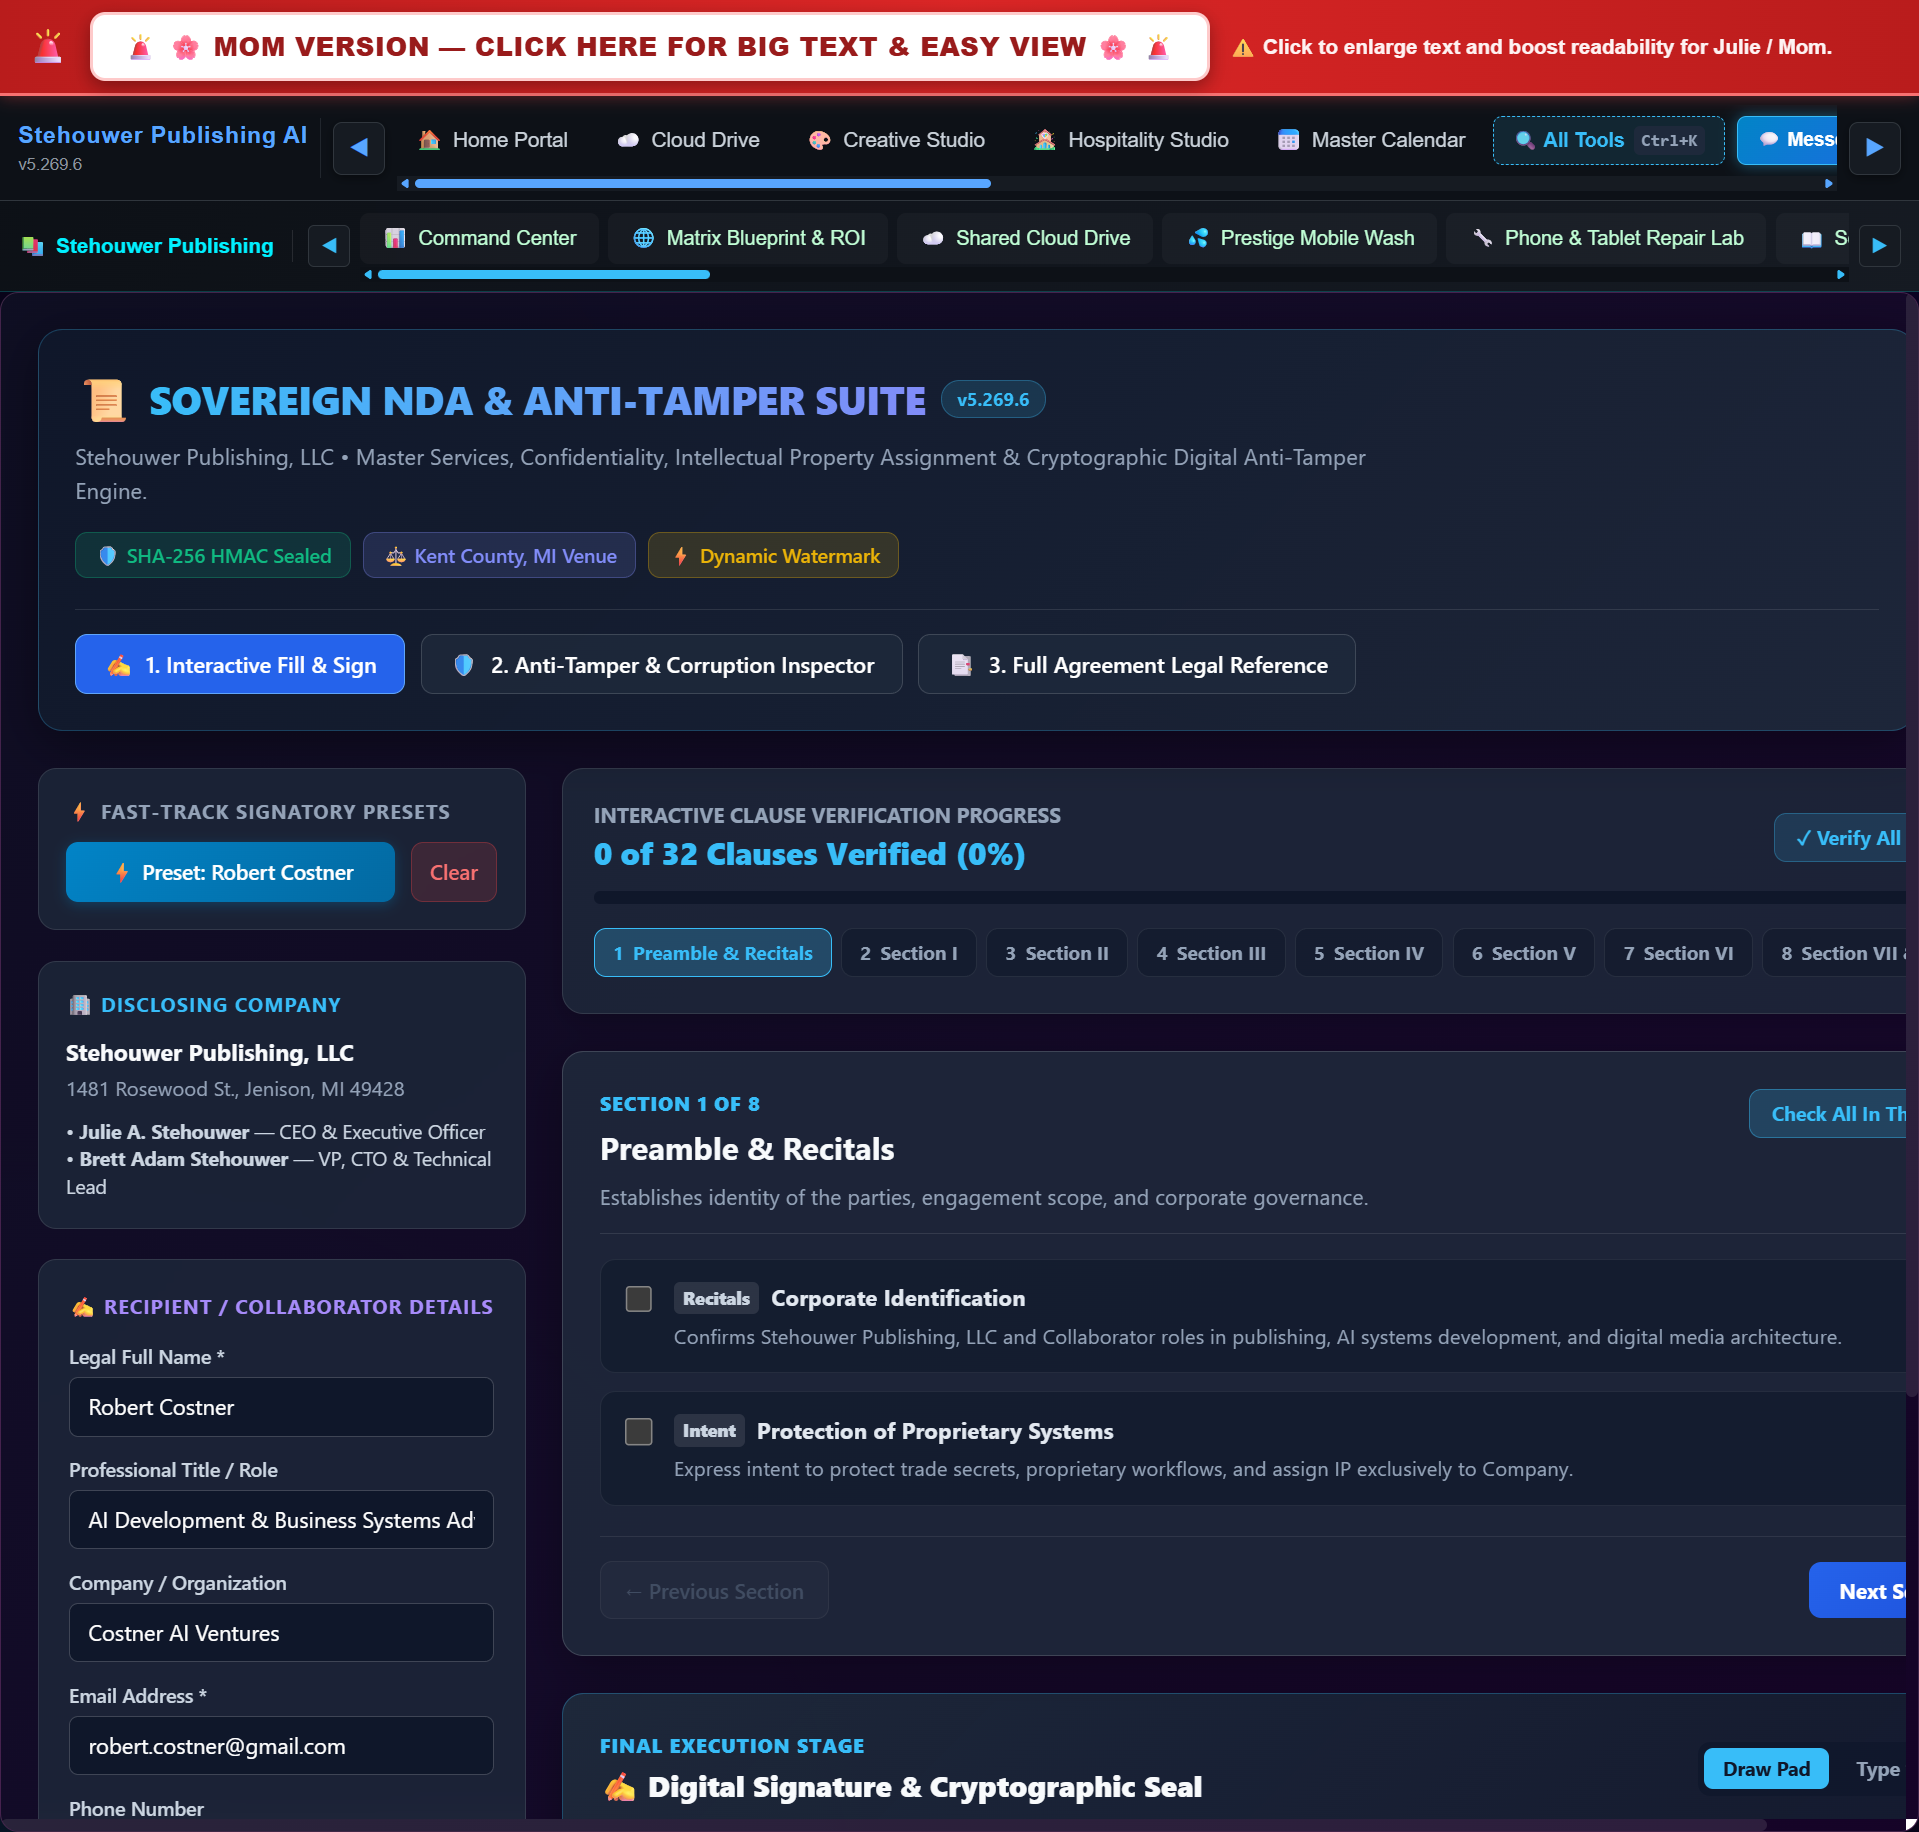 MOM VERSION — CLICK HERE FOR BIG TEXT & EASY VIEW
Click to enlarge text and boost readability for Julie / Mom.
Stehouwer Publishing AI
v5.269.6
Home Portal
Cloud Drive
Creative Studio
Hospitality Studio
Master Calendar
All Tools Ctrl+K
Stehouwer Publishing
Command Center
Matrix Blueprint & ROI
Shared Cloud Drive
Prestige Mobile Wash
Phone & Tablet Repair Lab
SOVEREIGN NDA & ANTI-TAMPER SUITE v5.269.6
Stehouwer Publishing, LLC • Master Services, Confidentiality, Intellectual Property Assignment & Cryptographic Digital Anti-Tamper
Engine.
SHA-256 HMAC Sealed
Kent County, MI Venue
Dynamic Watermark
1. Interactive Fill & Sign
2. Anti-Tamper & Corruption Inspector
3. Full Agreement Legal Reference
FAST-TRACK SIGNATORY PRESETS
Preset: Robert Costner
Clear
DISCLOSING COMPANY
Stehouwer Publishing, LLC
1481 Rosewood St., Jenison, MI 49428
• Julie A. Stehouwer — CEO & Executive Officer
• Brett Adam Stehouwer — VP, CTO & Technical
Lead
RECIPIENT / COLLABORATOR DETAILS
Legal Full Name *
Robert Costner
Professional Title / Role
AI Development & Business Systems Ad
Company / Organization
Costner AI Ventures
Email Address *
robert.costner@gmail.com
Phone Number
INTERACTIVE CLAUSE VERIFICATION PROGRESS
0 of 32 Clauses Verified (0%)
✓ Verify All
1 Preamble & Recitals
2 Section I
3 Section II
4 Section III
5 Section IV
6 Section V
7 Section VI
8 Section VII
SECTION 1 OF 8
Preamble & Recitals
Check All In Th
Establishes identity of the parties, engagement scope, and corporate governance.
Recitals Corporate Identification
Confirms Stehouwer Publishing, LLC and Collaborator roles in publishing, AI systems development, and digital media architecture.
Intent Protection of Proprietary Systems
Express intent to protect trade secrets, proprietary workflows, and assign IP exclusively to Company.
← Previous Section
Next S
FINAL EXECUTION STAGE
Digital Signature & Cryptographic Seal
Draw Pad
Type